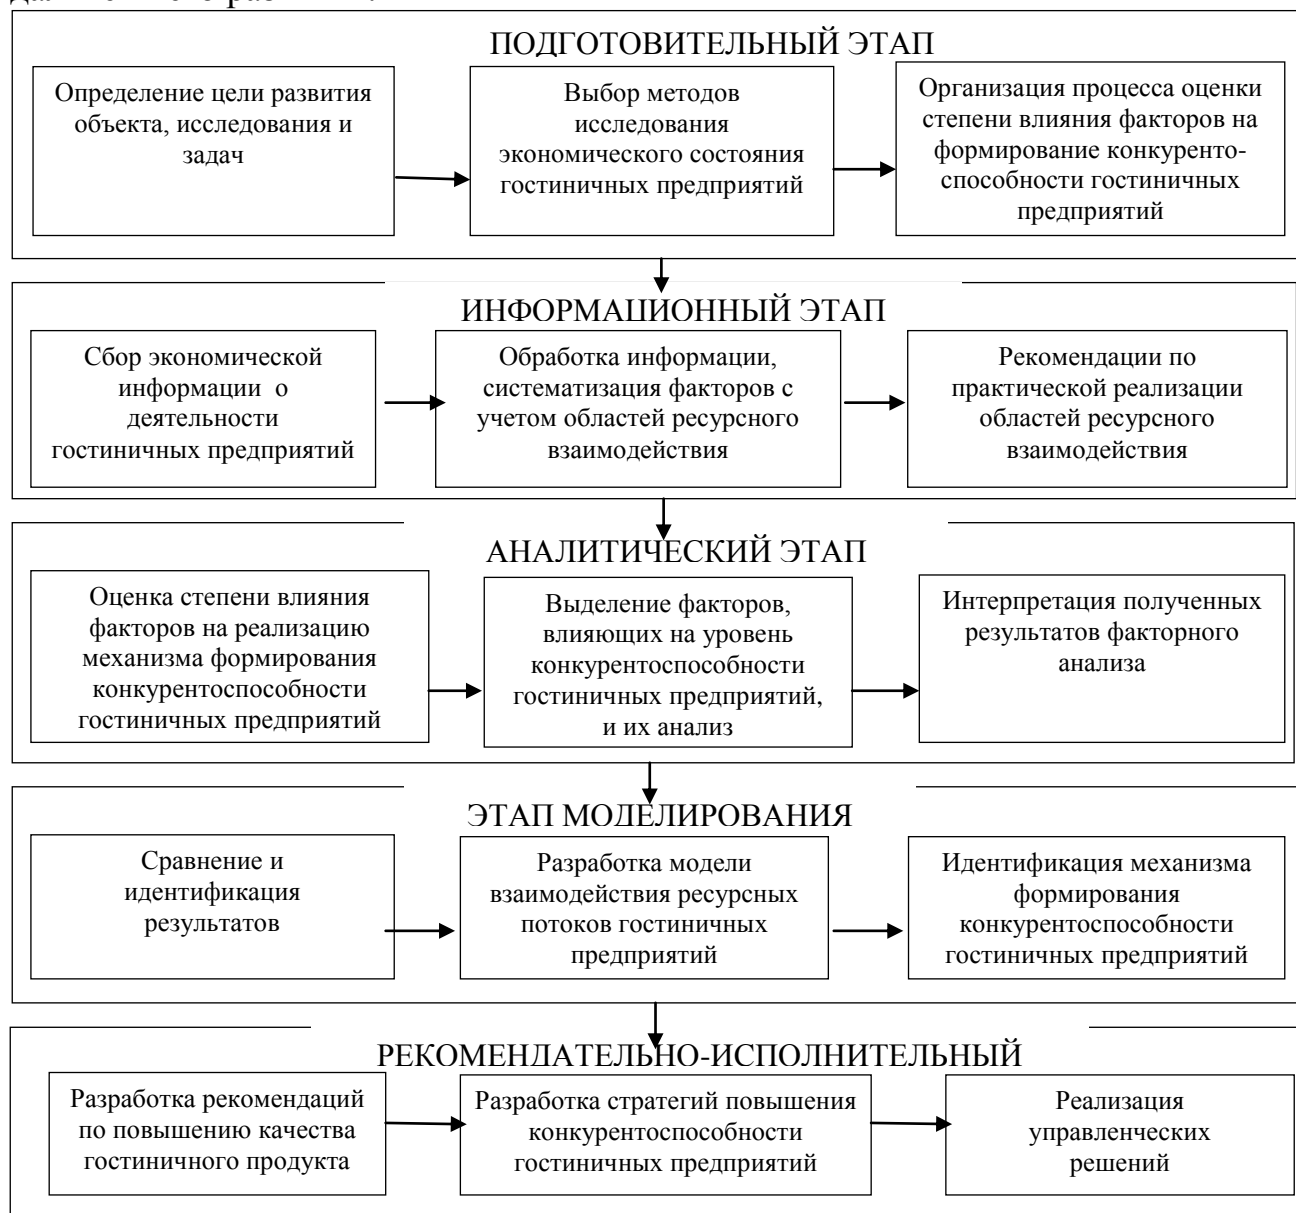 ПОДГОТОВИТЕЛЬНЫЙ ЭТАП
Определение цели развития
объекта, исследования и
задач
Выбор методов
исследования
экономического состояния
гостиничных предприятий
Организация процесса оценки
степени влияния факторов на
формирование конкуренто-
способности гостиничных
предприятий
ИНФОРМАЦИОННЫЙ ЭТАП
Сбор экономической
информации о
деятельности
гостиничных предприятий
Обработка информации,
систематизация факторов с
учетом областей ресурсного
взаимодействия
Рекомендации по
практической реализации
областей ресурсного
взаимодействия
АНАЛИТИЧЕСКИЙ ЭТАП
Оценка степени влияния
факторов на реализацию
механизма формирования
конкурентоспособности
гостиничных предприятий
Выделение факторов,
влияющих на уровень
конкурентоспособности
гостиничных предприятий,
и их анализ
Интерпретация полученных
результатов факторного
анализа
ЭТАП МОДЕЛИРОВАНИЯ
Сравнение и
идентификация
результатов
Разработка модели
взаимодействия ресурсных
потоков гостиничных
предприятий
Идентификация механизма
формирования
конкурентоспособности
гостиничных предприятий
РЕКОМЕНДАТЕЛЬНО-ИСПОЛНИТЕЛЬНЫЙ
Разработка рекомендаций
по повышению качества
гостиничного продукта
Разработка стратегий повышения
конкурентоспособности
гостиничных предприятий
Реализация
управленческих
решений